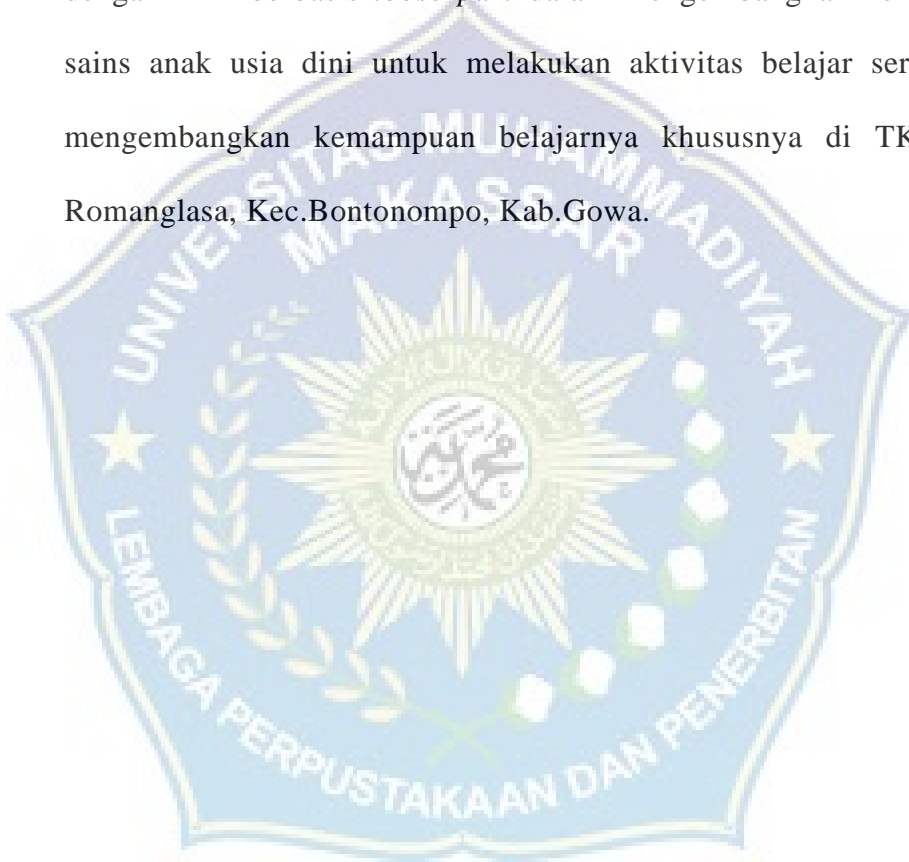 sains anak usia dini untuk melakukan aktivitas belajar ser
mengembangkan kemampuan belajarnya khususnya di TK
Romanglasa, Kec.Bontonompo, Kab.Gowa.
UNIVERSITAS MUHAMMADIYAH
MAKASSAR
LEMBAGA PERPUSTAKAAN DAN PENERBITAN